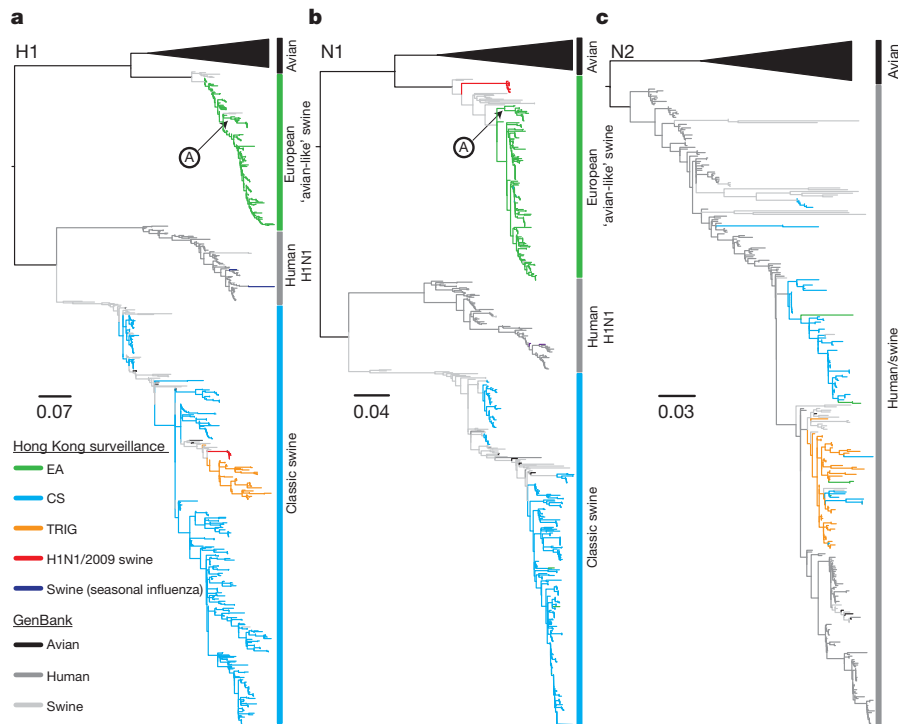 a
H1
Avian
European
'avian-like' swine
A
Human
H1N1
Classic swine
0.07
Hong Kong surveillance
EA
CS
TRIG
H1N1/2009 swine
Swine (seasonal influenza)
GenBank
Avian
Human
Swine
b
N1
Avian
European
'avian-like' swine
A
Human
H1N1
Classic swine
0.04
c
N2
Avian
Human/swine
0.03